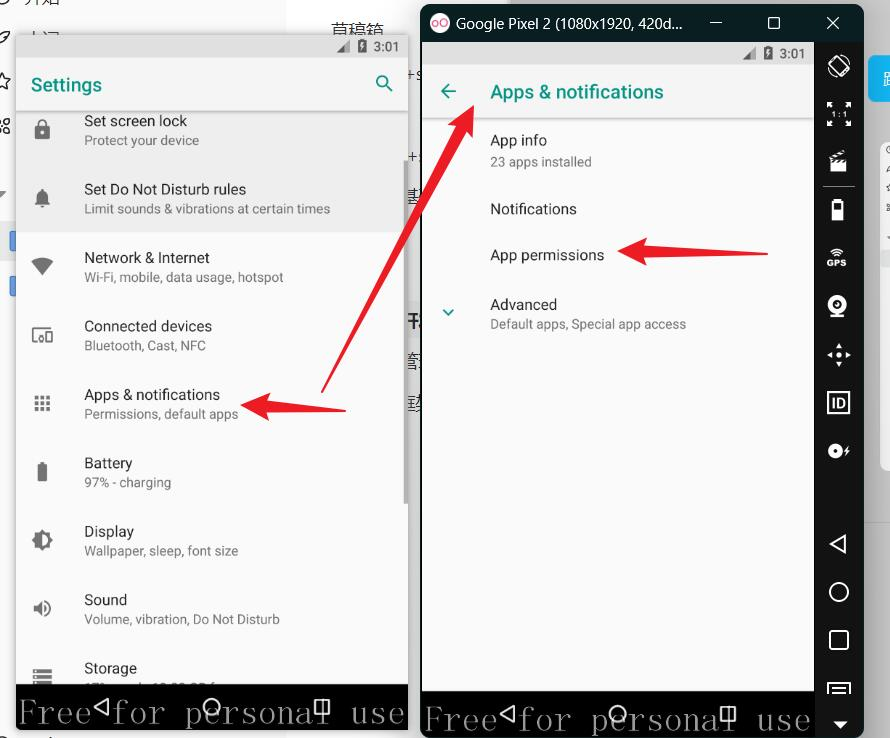 草稿箱
3:01
Settings
Set screen lock
Protect your device
Set Do Not Disturb rules
Limit sounds & vibrations at certain times
Network & Internet
Wi-Fi, mobile, data usage, hotspot
Connected devices
Bluetooth, Cast, NFC
Apps & notifications
Permissions, default apps
Battery
97% - charging
Display
Wallpaper, sleep, font size
Sound
Volume, vibration, Do Not Disturb
Storage
Free for personal use
Google Pixel 2 (1080x1920, 420d...
3:01
Apps & notifications
App info
23 apps installed
Notifications
App permissions
Advanced
Default apps, Special app access
Free for personal use
1:1
GPS
ID